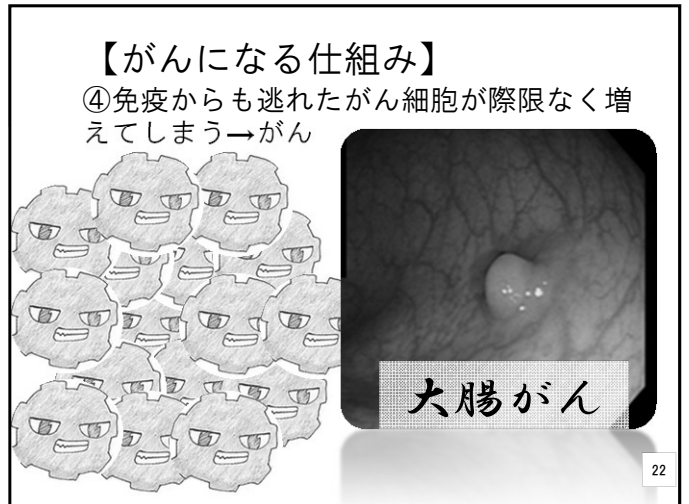 【がんになる仕組み】
④免疫からも逃れたがん細胞が際限なく増
えてしまう→がん
大腸がん
22